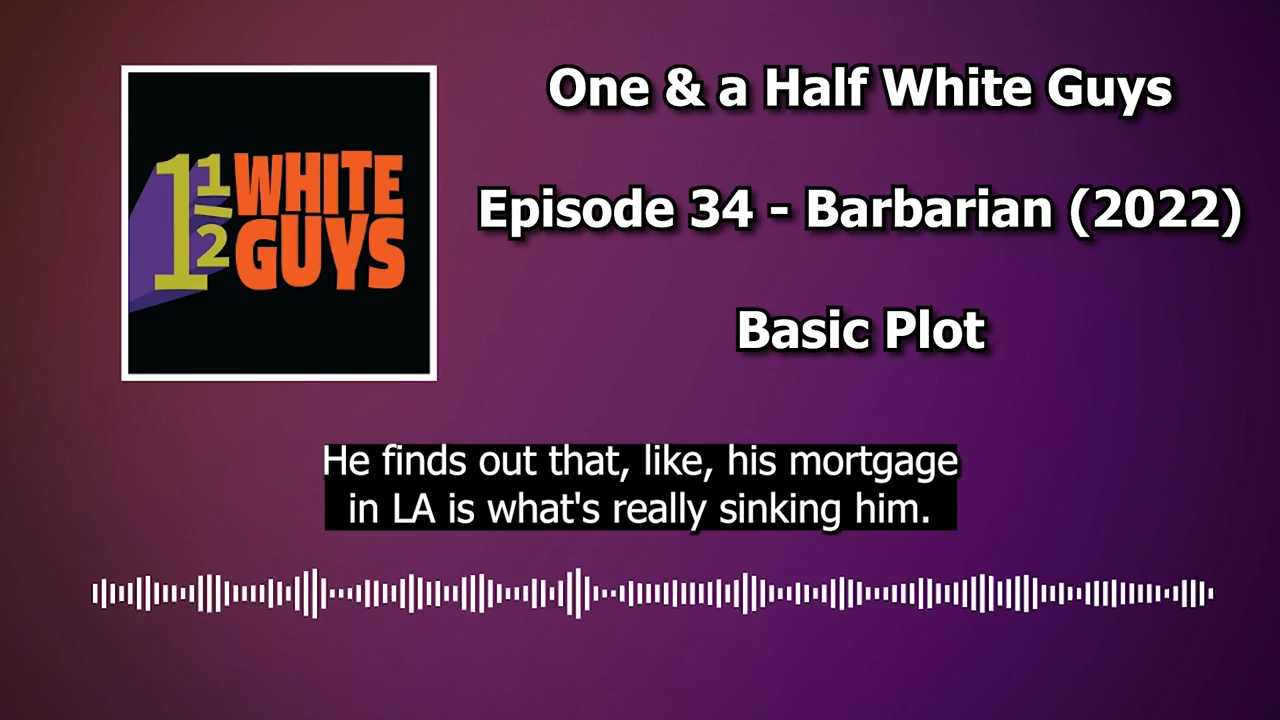 1 1/2 WHITE GUYS
One & a Half White Guys
Episode 34 - Barbarian (2022)
Basic Plot
He finds out that, like, his mortgage
in LA is what's really sinking him.